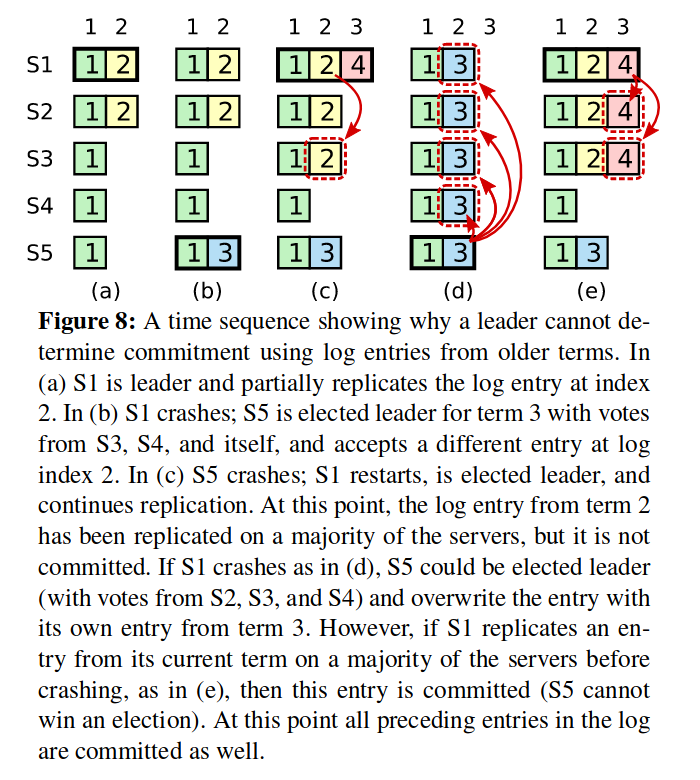 1 2 1 2 1 2 3 1 2 3 1 2 3
S1 1 2 1 2 1 2 4 1 3 1 2 4
S2 1 2 1 2 1 2 1 3 1 2 4
S3 1 1 1 2 1 3 1 2 4
S4 1 1 1 1 3 1
S5 1 1 3 1 3 1 3 1 3
(a) (b) (c) (d) (e)
Figure 8: A time sequence showing why a leader cannot de-
termine commitment using log entries from older terms. In
(a) S1 is leader and partially replicates the log entry at index
2. In (b) S1 crashes; S5 is elected leader for term 3 with votes
from S3, S4, and itself, and accepts a different entry at log
index 2. In (c) S5 crashes; S1 restarts, is elected leader, and
continues replication. At this point, the log entry from term 2
has been replicated on a majority of the servers, but it is not
committed. If S1 crashes as in (d), S5 could be elected leader
(with votes from S2, S3, and S4) and overwrite the entry with
its own entry from term 3. However, if S1 replicates an en-
try from its current term on a majority of the servers before
crashing, as in (e), then this entry is committed (S5 cannot
win an election). At this point all preceding entries in the log
are committed as well.